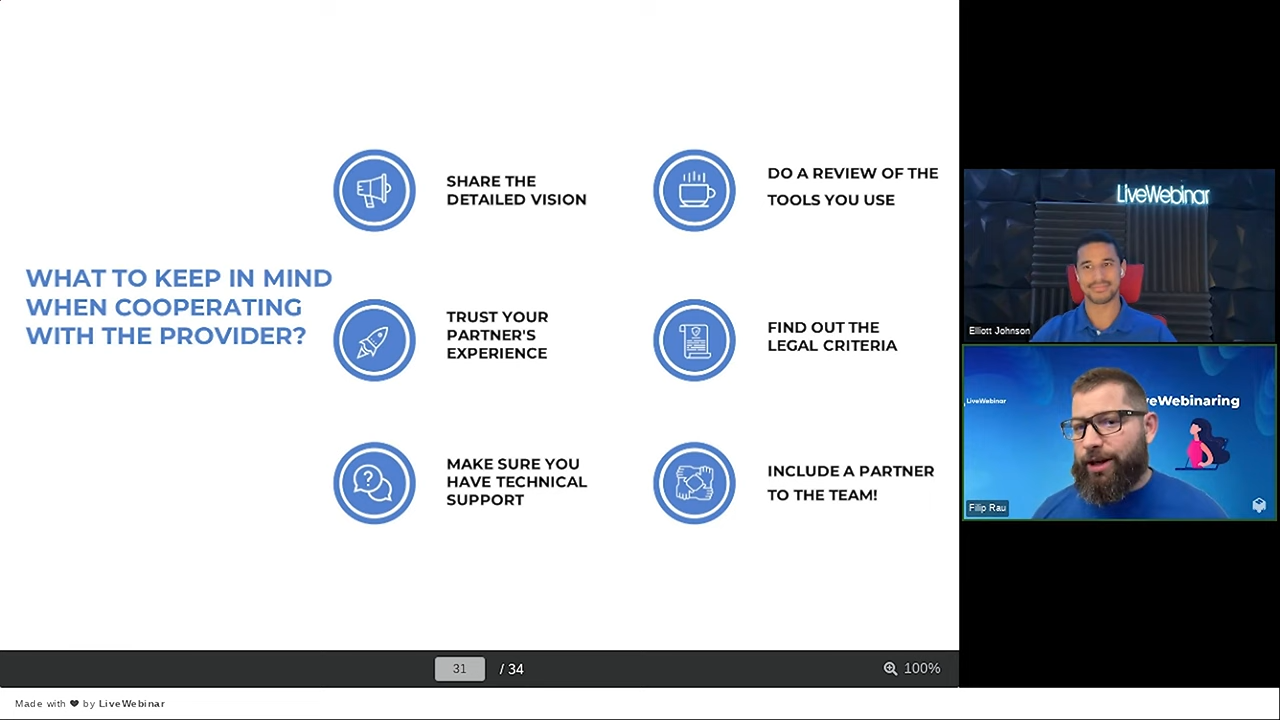 WHAT TO KEEP IN MIND
WHEN COOPERATING
WITH THE PROVIDER?
SHARE THE
DETAILED VISION
DO A REVIEW OF THE
TOOLS YOU USE
TRUST YOUR
PARTNER'S
EXPERIENCE
FIND OUT THE
LEGAL CRITERIA
MAKE SURE YOU
HAVE TECHNICAL
SUPPORT
INCLUDE A PARTNER
TO THE TEAM!
LiveWebinar
Elliott Johnson
LiveWebinar
veWebinaring
Filip Rau
31 / 34
100%
Made with ♥ by LiveWebinar